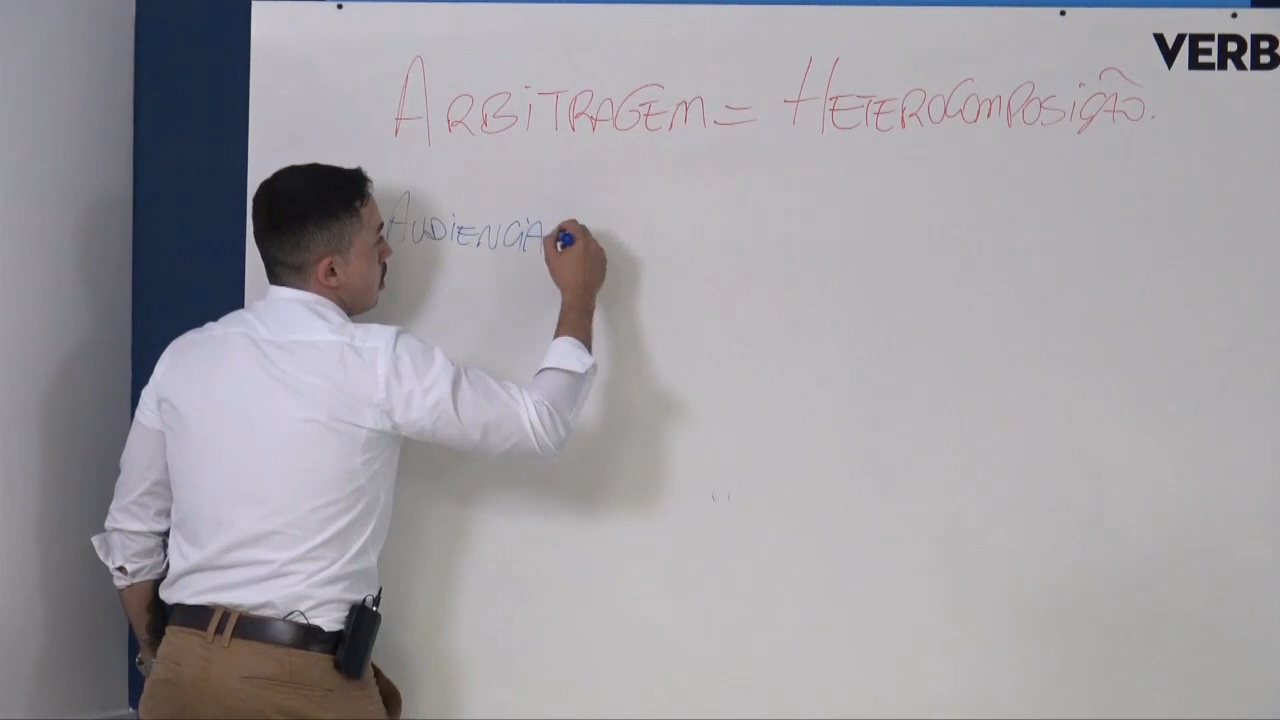 VERB
ARBITRAGEM = HETEROCOMPOSIÇÃO.
AUDIENCIA